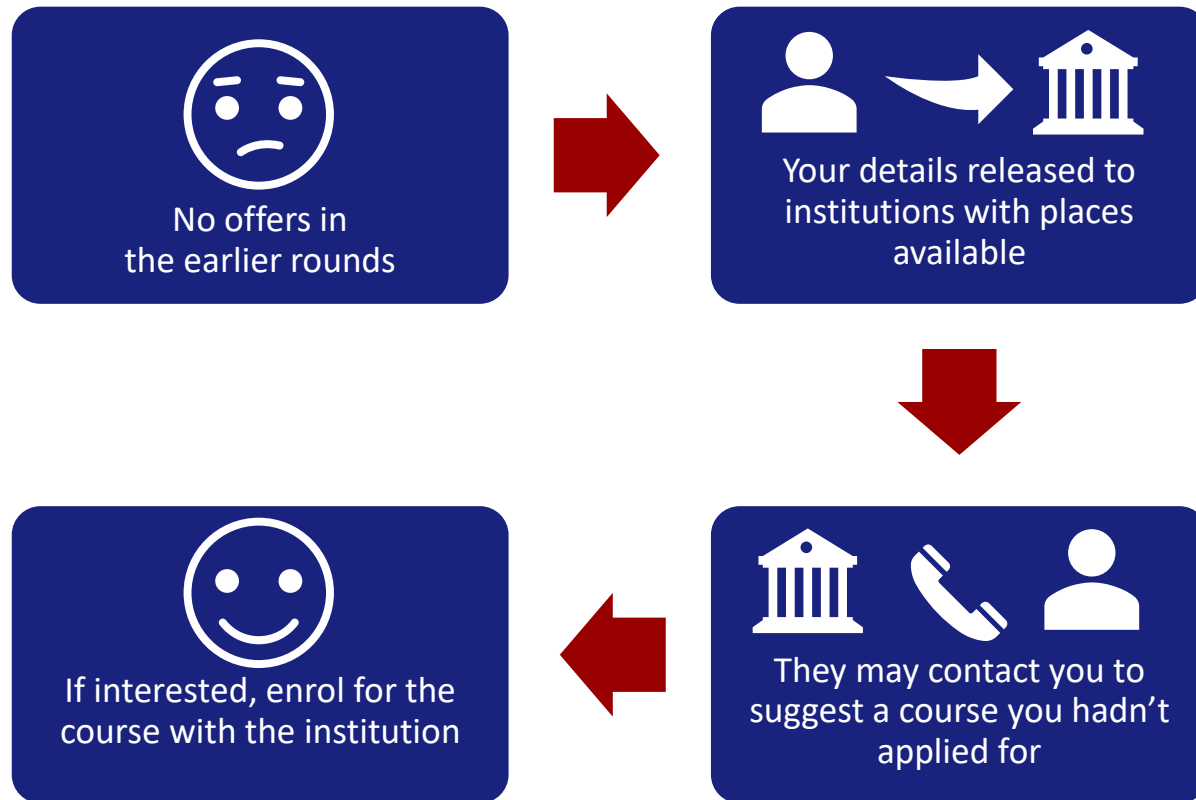 No offers in
the earlier rounds
Your details released to
institutions with places
available
They may contact you to
suggest a course you hadn’t
applied for
If interested, enrol for the
course with the institution